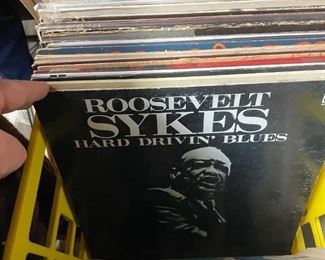 ROOSEVELT
SYKES
HARD DRIVIN' BLUES